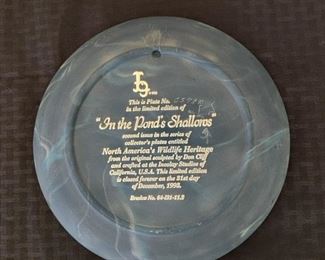 This is Plate No.
in the limited edition of
"In the Pond's Shallows"
second issue in the series of
collector's plates entitled
North America's Wildlife Heritage
from the original sculpted by Don
and crafted at the Incolay Studios of
California, U.S.A. This limited edition
is closed forever on the 31st day
of December,
Bradex No.